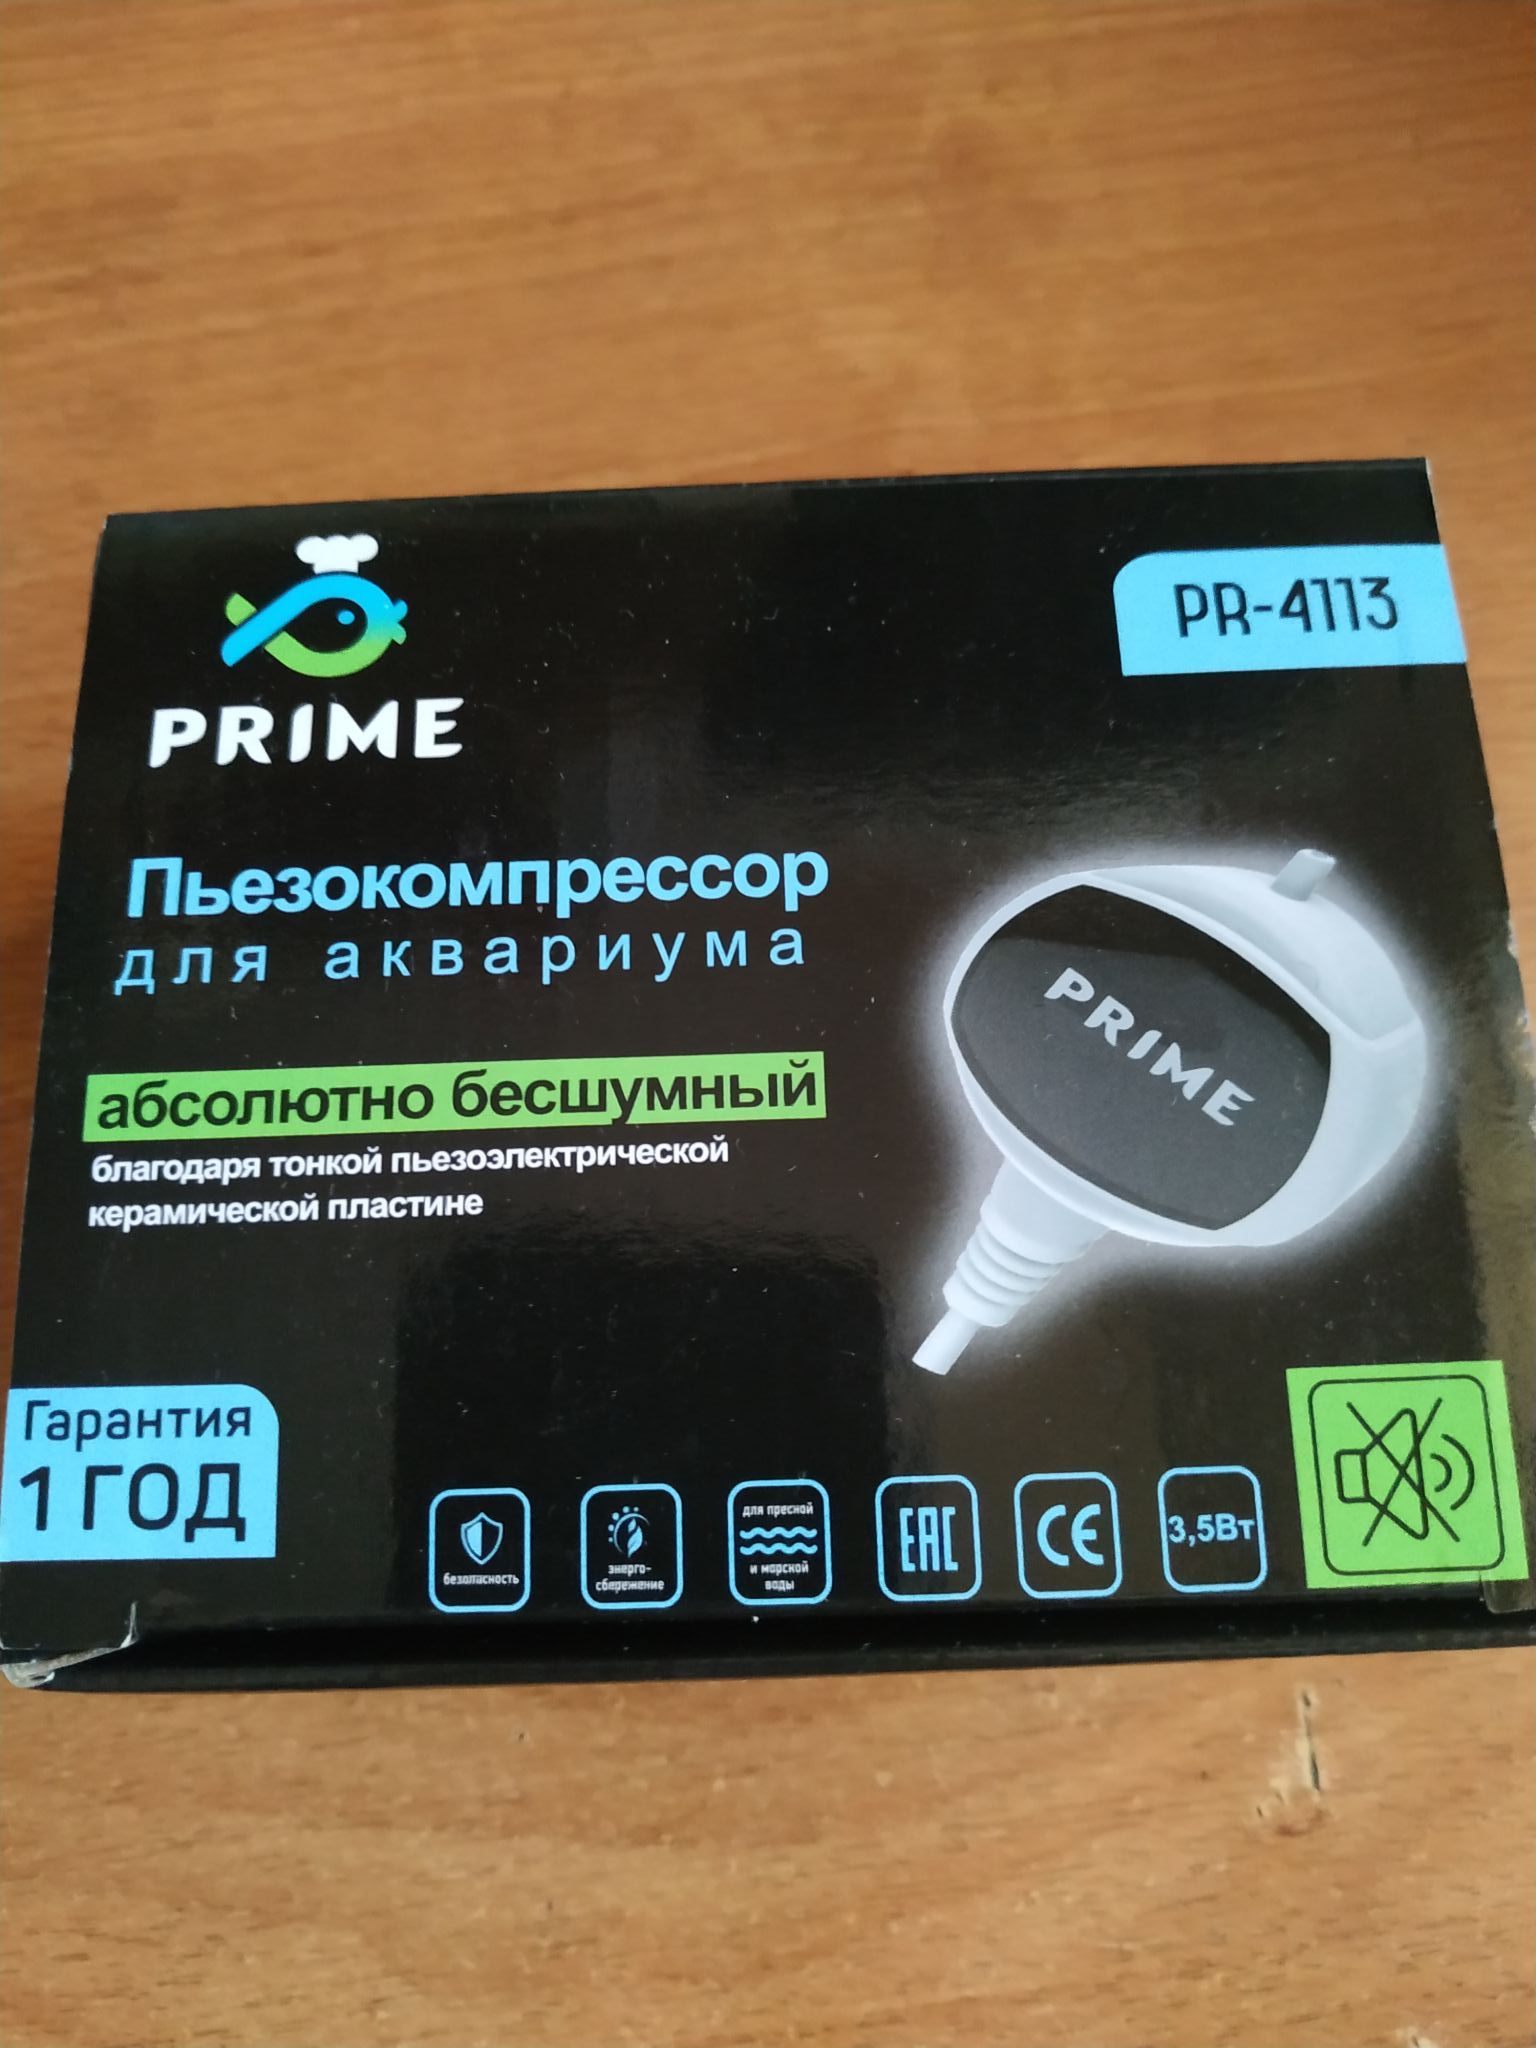 PR-4113
PRIME
Пьезокомпрессор
для аквариума
PRIME
абсолютно бесшумный
благодаря тонкой пьезоэлектрической
керамической пластине
Гарантия
1 ГОД
безопасность
энерго-
сбережение
для пресной
и морской
воды
EAC
CE
3,5Вт